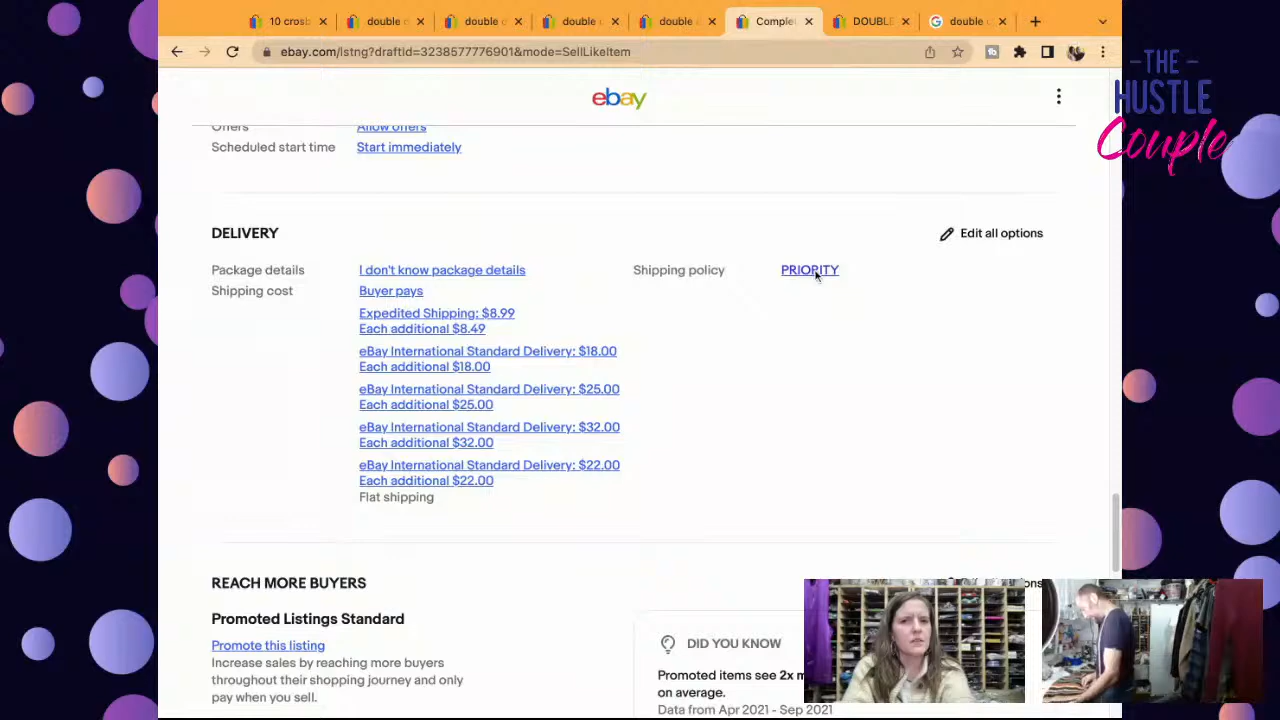 10 crosb
double
double
double
double
Comple
DOUBLE
double
ebay.com/lstng?draftid=3238577776901&mode=SellLikeItem
-THE-
HUSTLE
Couple
ebay
Offers
Allow offers
Scheduled start time
Start immediately
DELIVERY
Edit all options
Package details
I don't know package details
Shipping policy
PRIORITY
Shipping cost
Buyer pays
Expedited Shipping: $8.99
Each additional $8.49
eBay International Standard Delivery: $18.00
Each additional $18.00
eBay International Standard Delivery: $25.00
Each additional $25.00
eBay International Standard Delivery: $32.00
Each additional $32.00
eBay International Standard Delivery: $22.00
Each additional $22.00
Flat shipping
REACH MORE BUYERS
Promoted Listings Standard
Promote this listing
Increase sales by reaching more buyers
throughout their shopping journey and only
pay when you sell.
DID YOU KNOW
Promoted items see 2x m
on average.
Data from Apr 2021 - Sep 2021